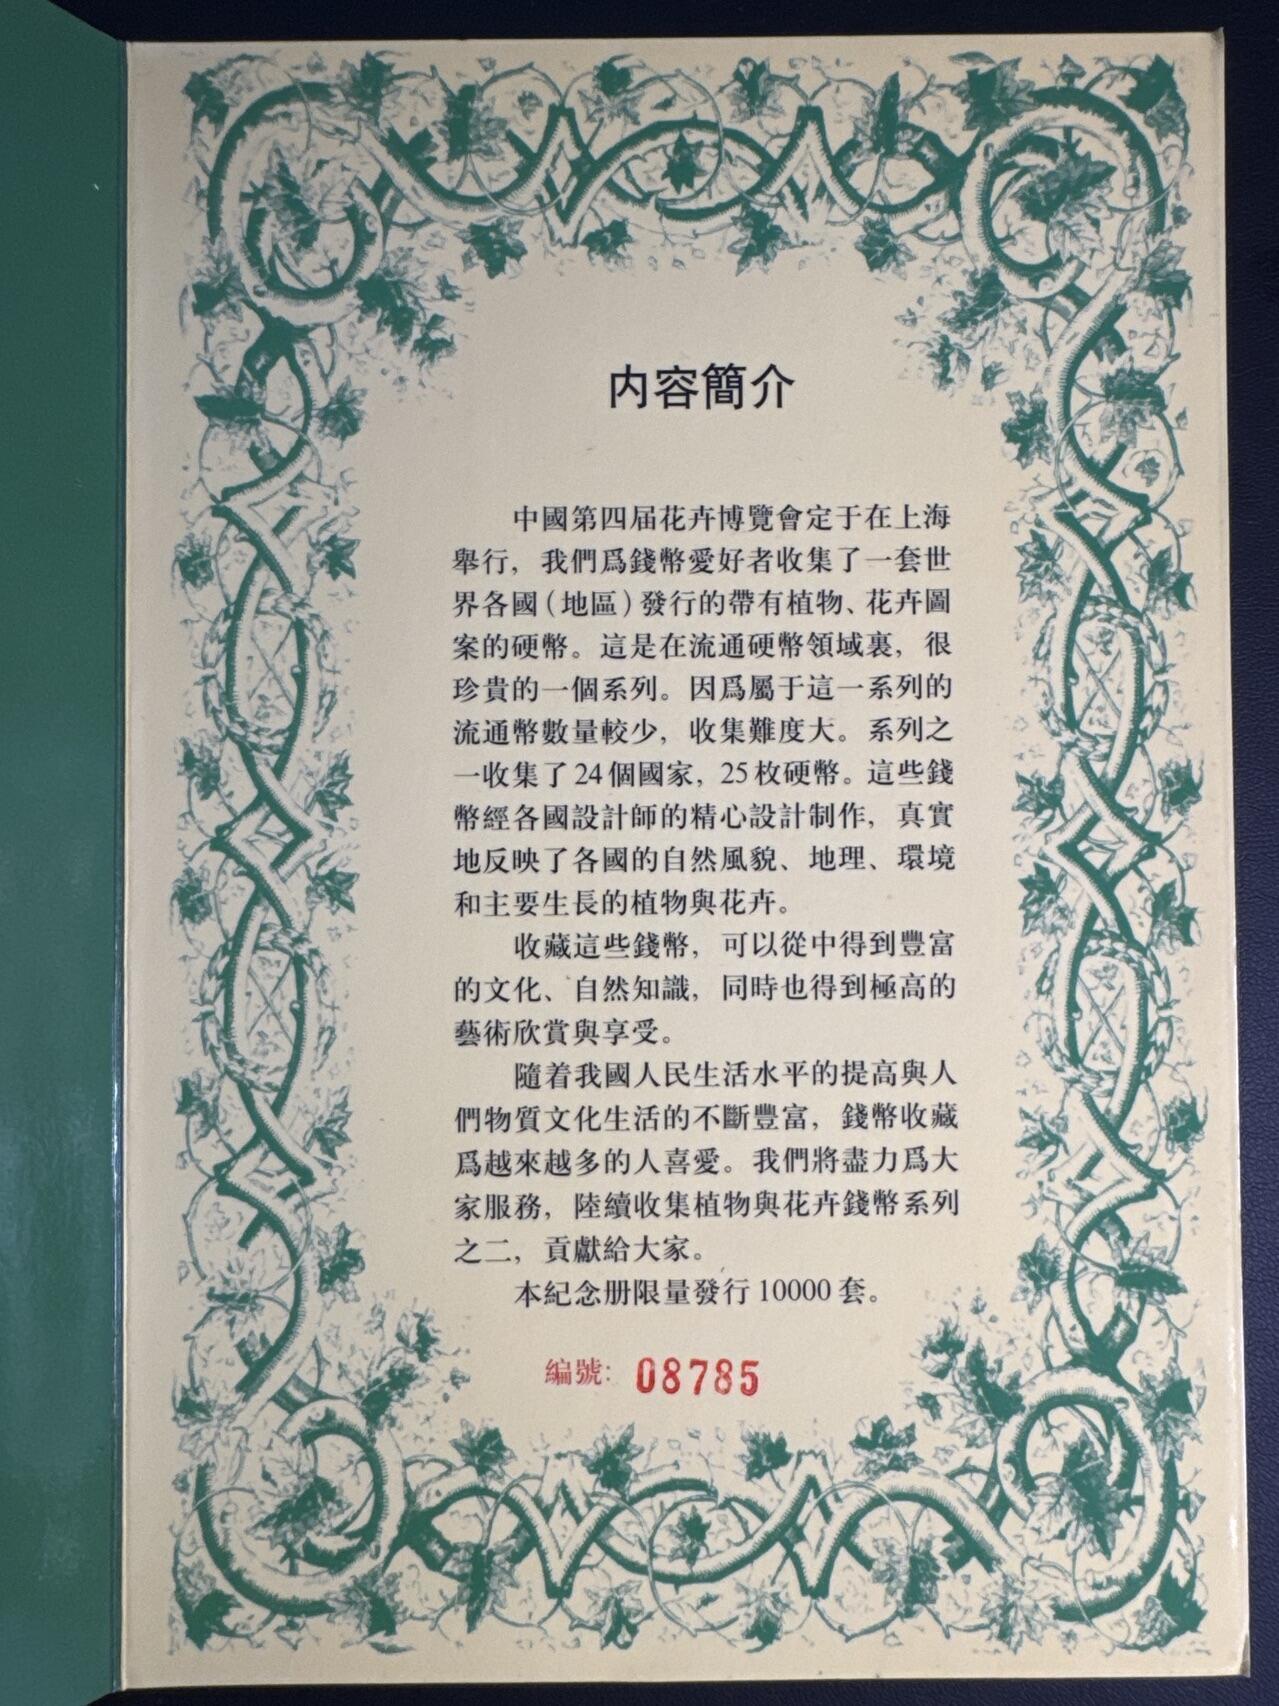 内容簡介
中國第四届花卉博覽會定于在上海
舉行，我們爲錢幣愛好者收集了一套世
界各國（地區）發行的帶有植物、花卉圖
案的硬幣。這是在流通硬幣領域裏，很
珍貴的一個系列。因爲屬于這一系列的
流通幣數量較少，收集難度大。系列之
一收集了24個國家，25枚硬幣。這些錢
幣經各國設計師的精心設計制作，真實
地反映了各國的自然風貌、地理、環境
和主要生長的植物與花卉。
收藏這些錢幣，可以從中得到豐富
的文化、自然知識，同時也得到極高的
藝術欣賞與享受。
隨着我國人民生活水平的提高與人
們物質文化生活的不斷豐富，錢幣收藏
爲越來越多的人喜愛。我們將盡力爲大
家服務，陸續收集植物與花卉錢幣系列
之二，貢獻給大家。
本紀念册限量發行10000套。
編號：08785